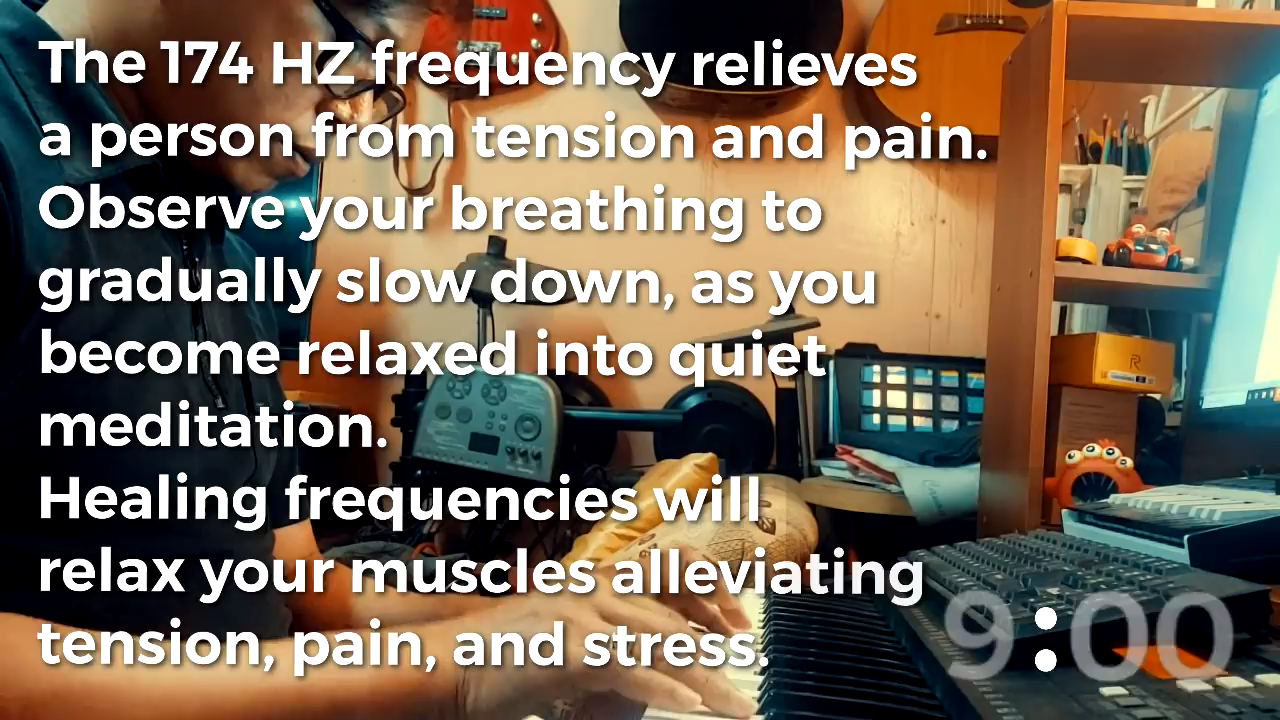 The 174 HZ frequency relieves
a person from tension and pain.
Observe your breathing to
gradually slow down, as you
become relaxed into quiet
meditation.
Healing frequencies will
relax your muscles alleviating
tension, pain, and stress.
9:00